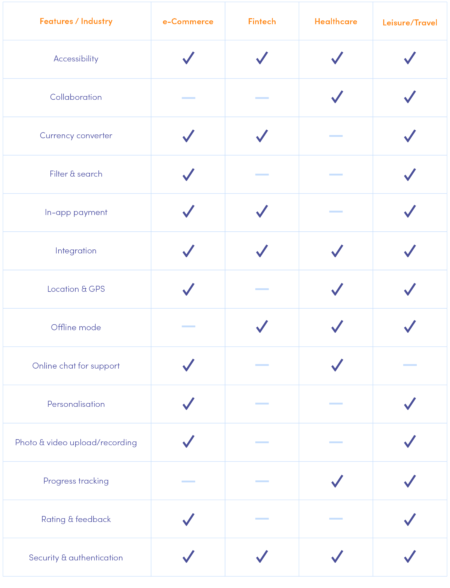 Features / Industry e-Commerce Fintech Healthcare Leisure/Travel
Accessibility ✓ ✓ ✓ ✓
Collaboration — — ✓ ✓
Currency converter ✓ ✓ — ✓
Filter & search ✓ — — ✓
In-app payment ✓ ✓ — ✓
Integration ✓ ✓ ✓ ✓
Location & GPS ✓ — ✓ ✓
Offline mode — ✓ ✓ ✓
Online chat for support ✓ — ✓ —
Personalisation ✓ — — ✓
Photo & video upload/recording ✓ — — ✓
Progress tracking — — ✓ ✓
Rating & feedback ✓ — — ✓
Security & authentication ✓ ✓ ✓ ✓